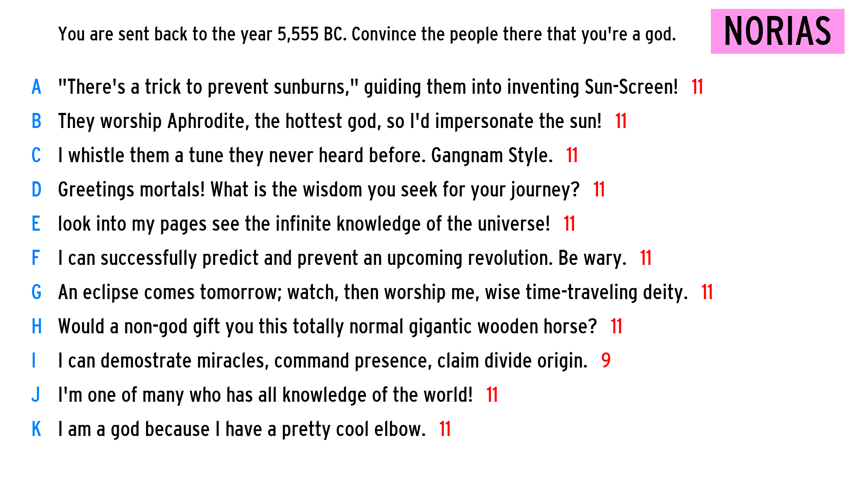 You are sent back to the year 5,555 BC. Convince the people there that you're a god.
NORIAS
A "There's a trick to prevent sunburns," guiding them into inventing Sun-Screen! 11
B They worship Aphrodite, the hottest god, so I'd impersonate the sun! 11
C I whistle them a tune they never heard before. Gangnam Style. 11
D Greetings mortals! What is the wisdom you seek for your journey? 11
E look into my pages see the infinite knowledge of the universe! 11
F I can successfully predict and prevent an upcoming revolution. Be wary. 11
G An eclipse comes tomorrow; watch, then worship me, wise time-traveling deity. 11
H Would a non-god gift you this totally normal gigantic wooden horse? 11
I I can demostrate miracles, command presence, claim divide origin. 9
J I'm one of many who has all knowledge of the world! 11
K I am a god because I have a pretty cool elbow. 11